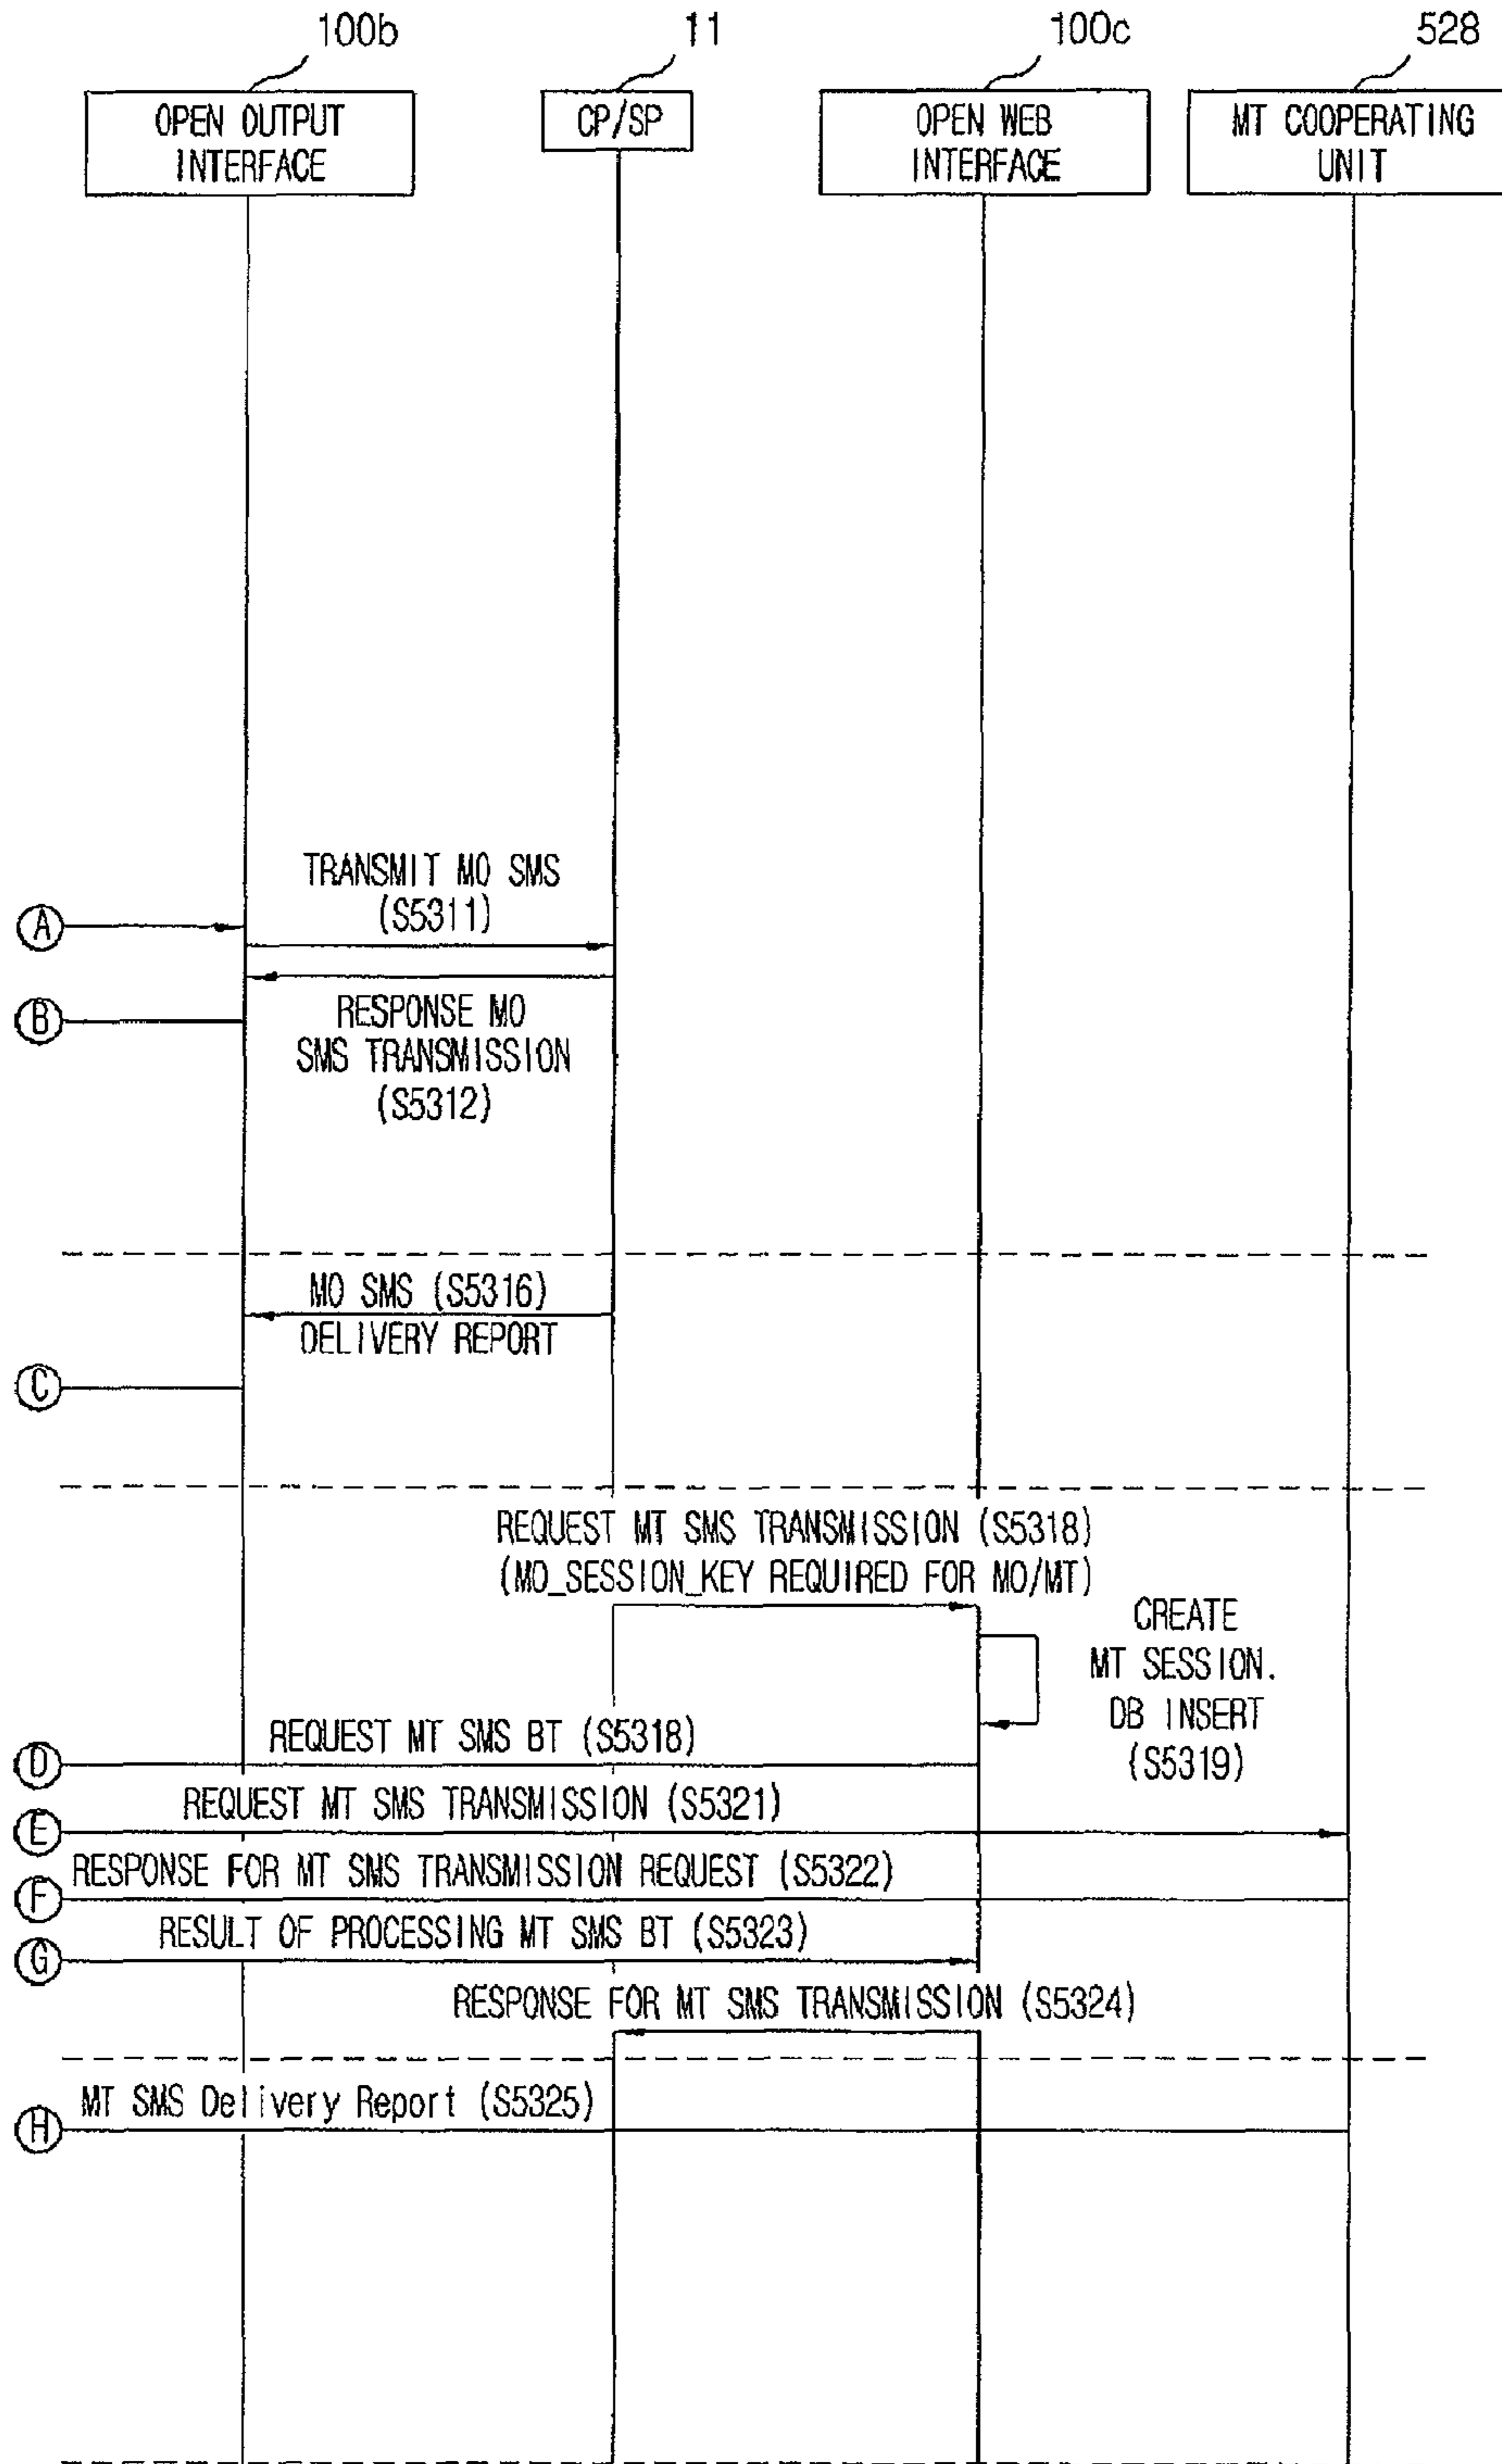 100b
11
100c
528
OPEN OUTPUT
INTERFACE
CP/SP
OPEN WEB
INTERFACE
MT COOPERATING
UNIT
TRANSMIT MO SMS
(S5311)
A
B
RESPONSE MO
SMS TRANSMISSION
(S5312)
MO SMS (S5316)
DELIVERY REPORT
C
REQUEST MT SMS TRANSMISSION (S5318)
(MO_SESSION_KEY REQUIRED FOR MO/MT)
CREATE
MT SESSION.
DB INSERT
(S5319)
REQUEST MT SMS BT (S5318)
D
REQUEST MT SMS TRANSMISSION (S5321)
E
RESPONSE FOR MT SMS TRANSMISSION REQUEST (S5322)
F
RESULT OF PROCESSING MT SMS BT (S5323)
G
RESPONSE FOR MT SMS TRANSMISSION (S5324)
MT SMS Delivery Report (S5325)
H